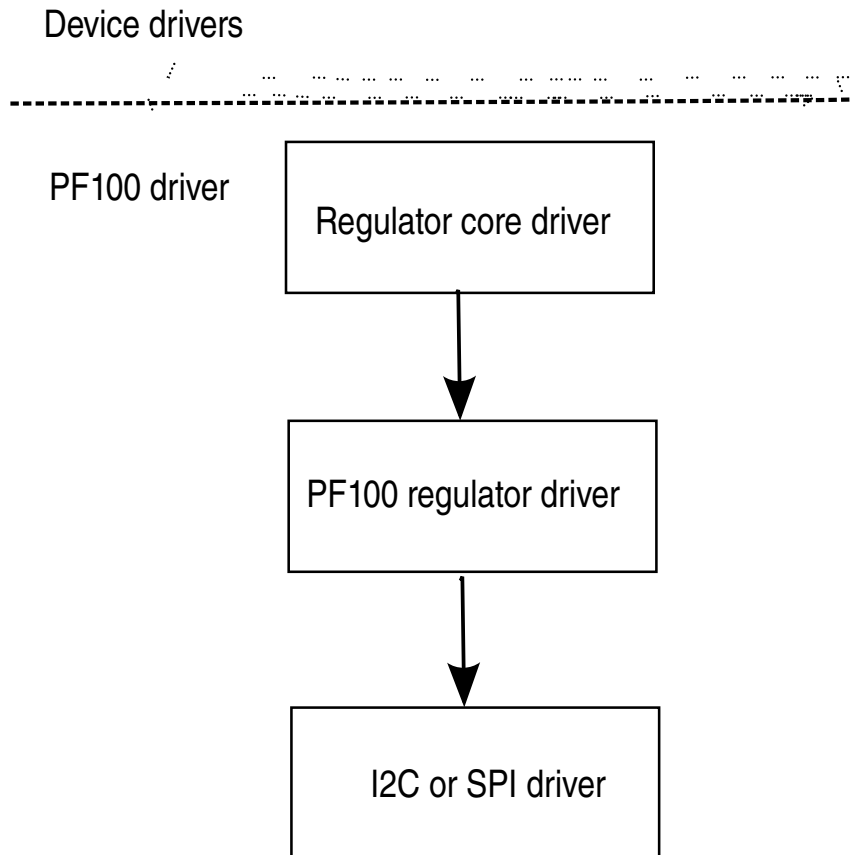 Device drivers
PF100 driver
Regulator core driver
PF100 regulator driver
I2C or SPI driver